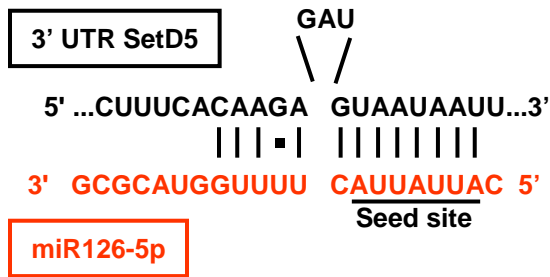 GAU
3’ UTR SetD5
5' ...CUUUCACAAGA GUAAUAAUU...3’
3' GCGCAUGGUUUU CAUUAUUAC 5’
Seed site
miR126-5p